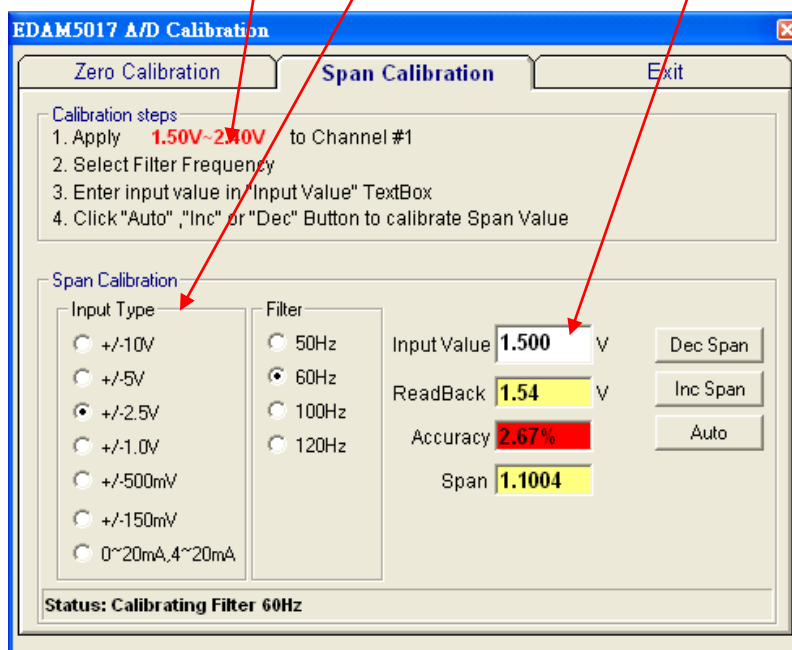 EDAM5017 A/D Calibration
Zero Calibration
Span Calibration
Exit
Calibration steps
1. Apply 1.50V~2.40V to Channel #1
2. Select Filter Frequency
3. Enter input value in "Input Value" TextBox
4. Click "Auto" ,"Inc" or "Dec" Button to calibrate Span Value
Span Calibration
Input Type
+/-10V
+/-5V
+/-2.5V
+/-1.0V
+/-500mV
+/-150mV
0~20mA,4~20mA
Filter
50Hz
60Hz
100Hz
120Hz
Input Value 1.500 V
ReadBack 1.54 V
Accuracy 2.67%
Span 1.1004
Dec Span
Inc Span
Auto
Status: Calibrating Filter 60Hz